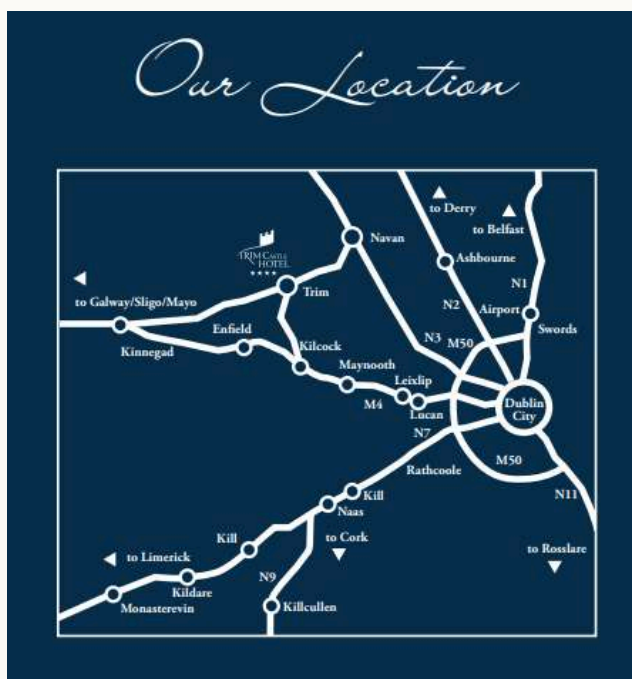 Our Location
to Derry
to Belfast
Navan
TRIM CASTLE
HOTEL
Ashbourne
N1
Trim
to Galway/Sligo/Mayo
N2
Airport
Swords
Enfield
Kinnegad
Kilcock
N3
M50
Maynooth
Leixlip
M4
Lucan
Dublin
City
N7
Rathcoole
M50
Kill
N11
Naas
Kill
to Cork
to Limerick
to Rosslare
N9
Kildare
Monasterevin
Killcullen